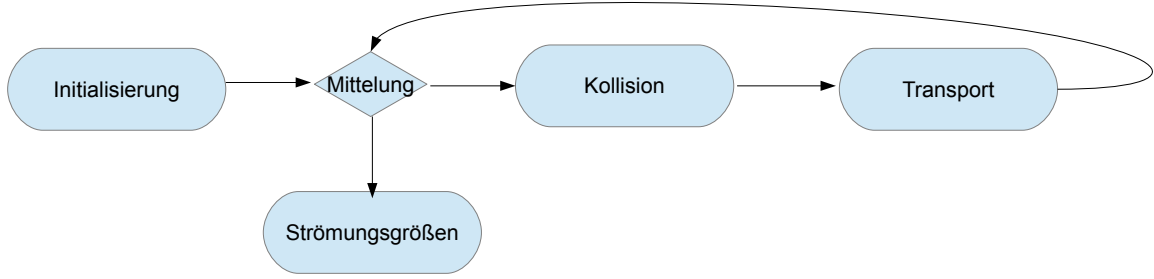 Initialisierung
Mittelung
Kollision
Transport
Strömungsgrößen